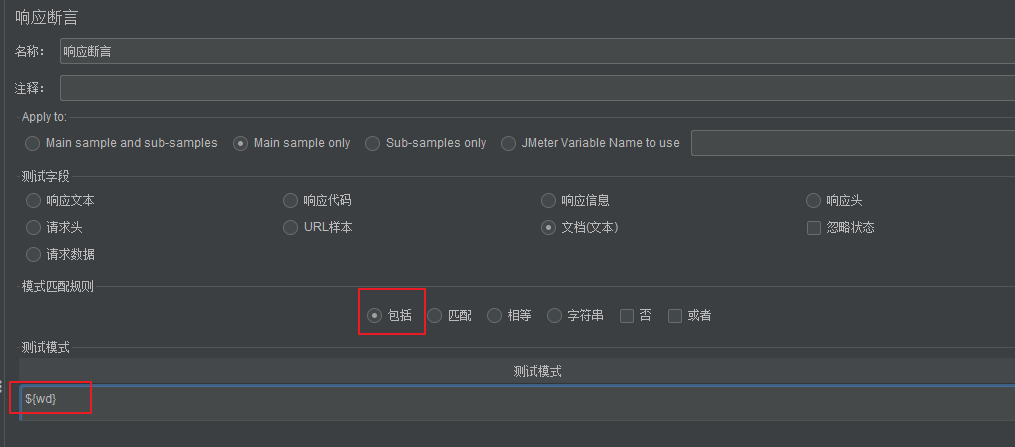 响应断言
名称： 响应断言
注释：
Apply to:
Main sample and sub-samples Main sample only Sub-samples only JMeter Variable Name to use
测试字段
响应文本 响应代码 响应信息 响应头
请求头 URL样本 文档(文本) 忽略状态
请求数据
模式匹配规则
包括 匹配 相等 字符串 否 或者
测试模式
测试模式
${wd}